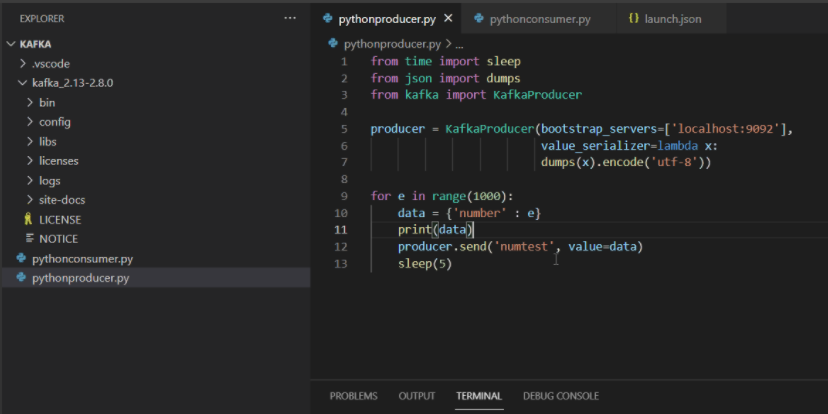 EXPLORER
KAFKA
.vscode
kafka_2.13-2.8.0
bin
config
libs
licenses
logs
site-docs
LICENSE
NOTICE
pythonconsumer.py
pythonproducer.py
pythonproducer.py pythonconsumer.py {} launch.json
pythonproducer.py > ...
1 from time import sleep
2 from json import dumps
3 from kafka import KafkaProducer
4
5 producer = KafkaProducer(bootstrap_servers=['localhost:9092'],
6 value_serializer=lambda x:
7 dumps(x).encode('utf-8'))
8
9 for e in range(1000):
10 data = {'number' : e}
11 print(data)
12 producer.send('numtest', value=data)
13 sleep(5)
PROBLEMS OUTPUT TERMINAL DEBUG CONSOLE